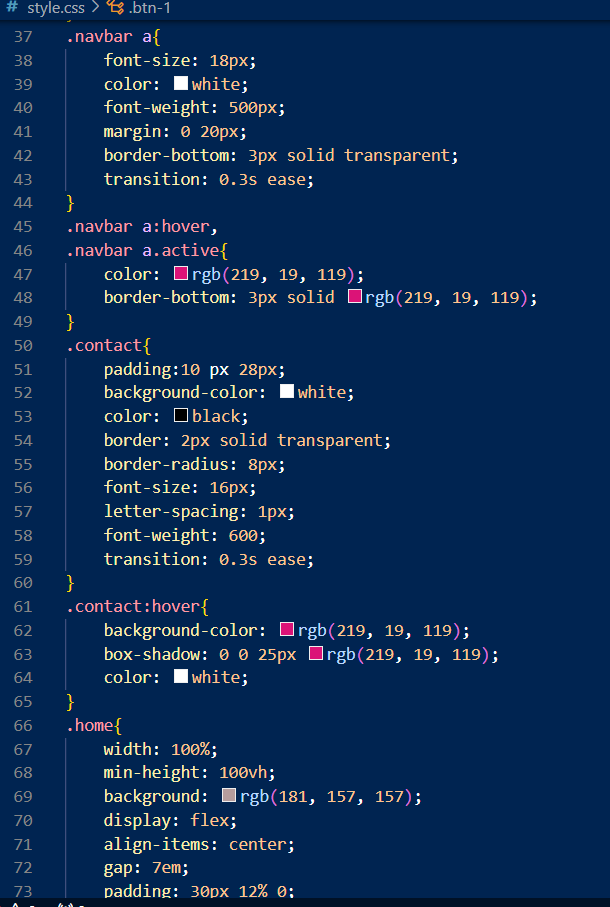 # style.css > .btn-1
37 .navbar a{
38 font-size: 18px;
39 color: white;
40 font-weight: 500px;
41 margin: 0 20px;
42 border-bottom: 3px solid transparent;
43 transition: 0.3s ease;
44 }
45 .navbar a:hover,
46 .navbar a.active{
47 color: rgb(219, 19, 119);
48 border-bottom: 3px solid rgb(219, 19, 119);
49 }
50 .contact{
51 padding:10 px 28px;
52 background-color: white;
53 color: black;
54 border: 2px solid transparent;
55 border-radius: 8px;
56 font-size: 16px;
57 letter-spacing: 1px;
58 font-weight: 600;
59 transition: 0.3s ease;
60 }
61 .contact:hover{
62 background-color: rgb(219, 19, 119);
63 box-shadow: 0 0 25px rgb(219, 19, 119);
64 color: white;
65 }
66 .home{
67 width: 100%;
68 min-height: 100vh;
69 background: rgb(181, 157, 157);
70 display: flex;
71 align-items: center;
72 gap: 7em;
73 padding: 30px 12% 0;